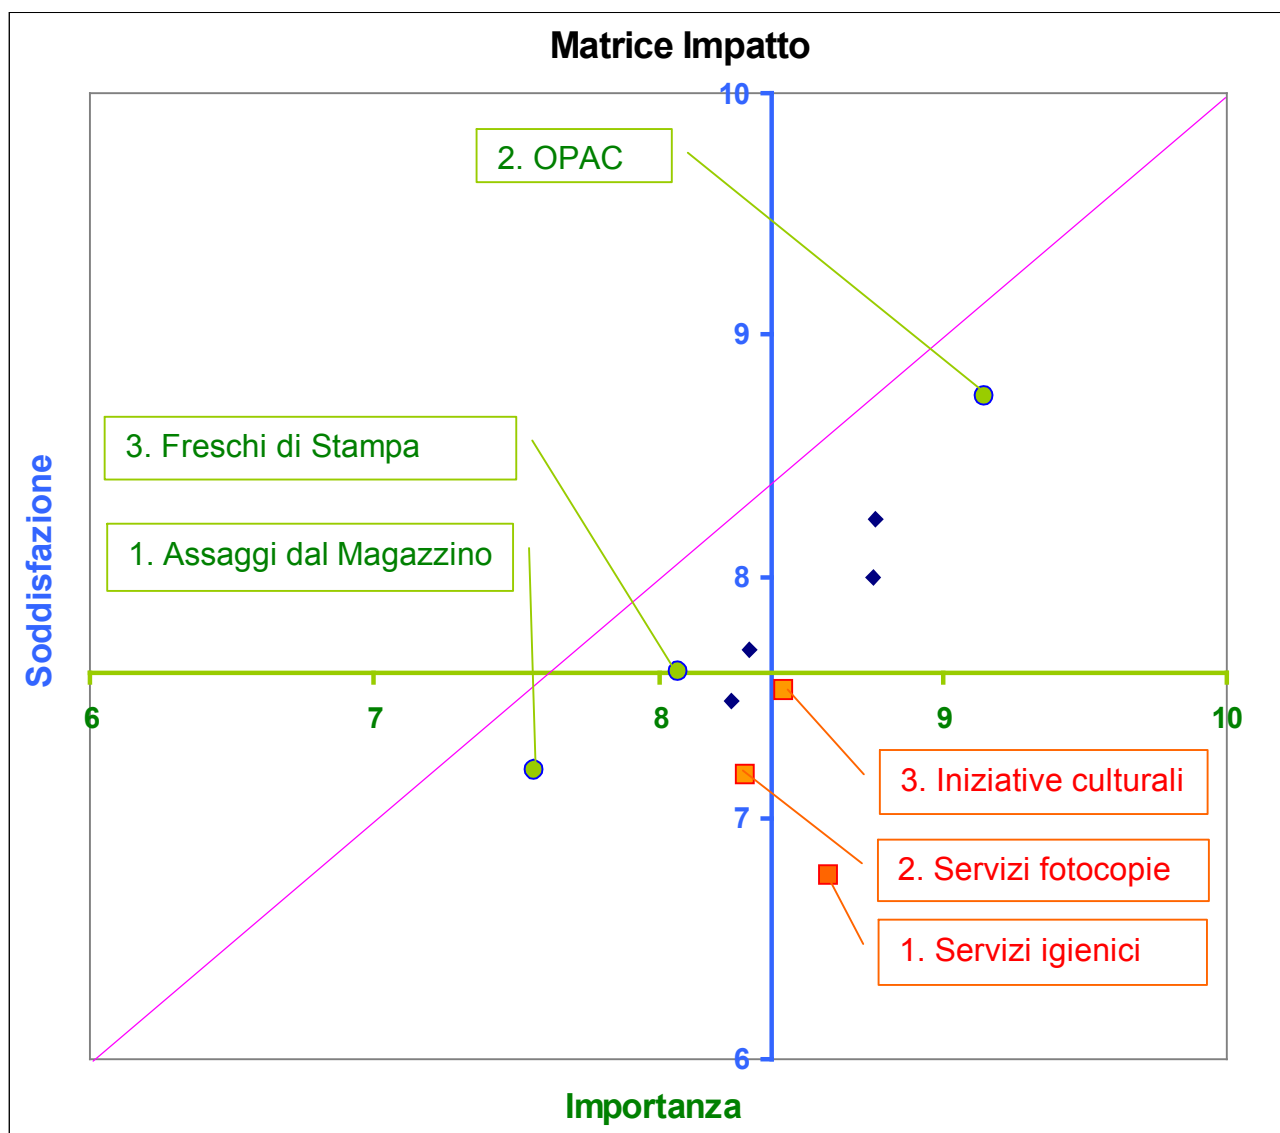 Matrice Impatto
10
2. OPAC
9
3. Freschi di Stampa
1. Assaggi dal Magazzino
8
Soddisfazione
6 7 8 9 10
3. Iniziative culturali
7
2. Servizi fotocopie
1. Servizi igienici
6
Importanza